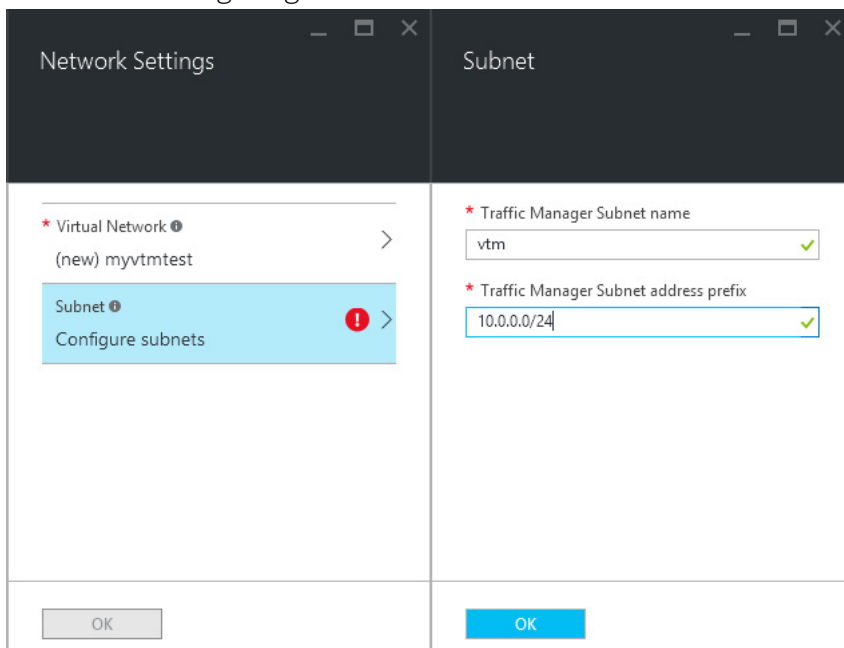 Network Settings
* Virtual Network
(new) myvtmtest
Subnet
Configure subnets
OK
Subnet
* Traffic Manager Subnet name
vtm
* Traffic Manager Subnet address prefix
10.0.0.0/24
OK